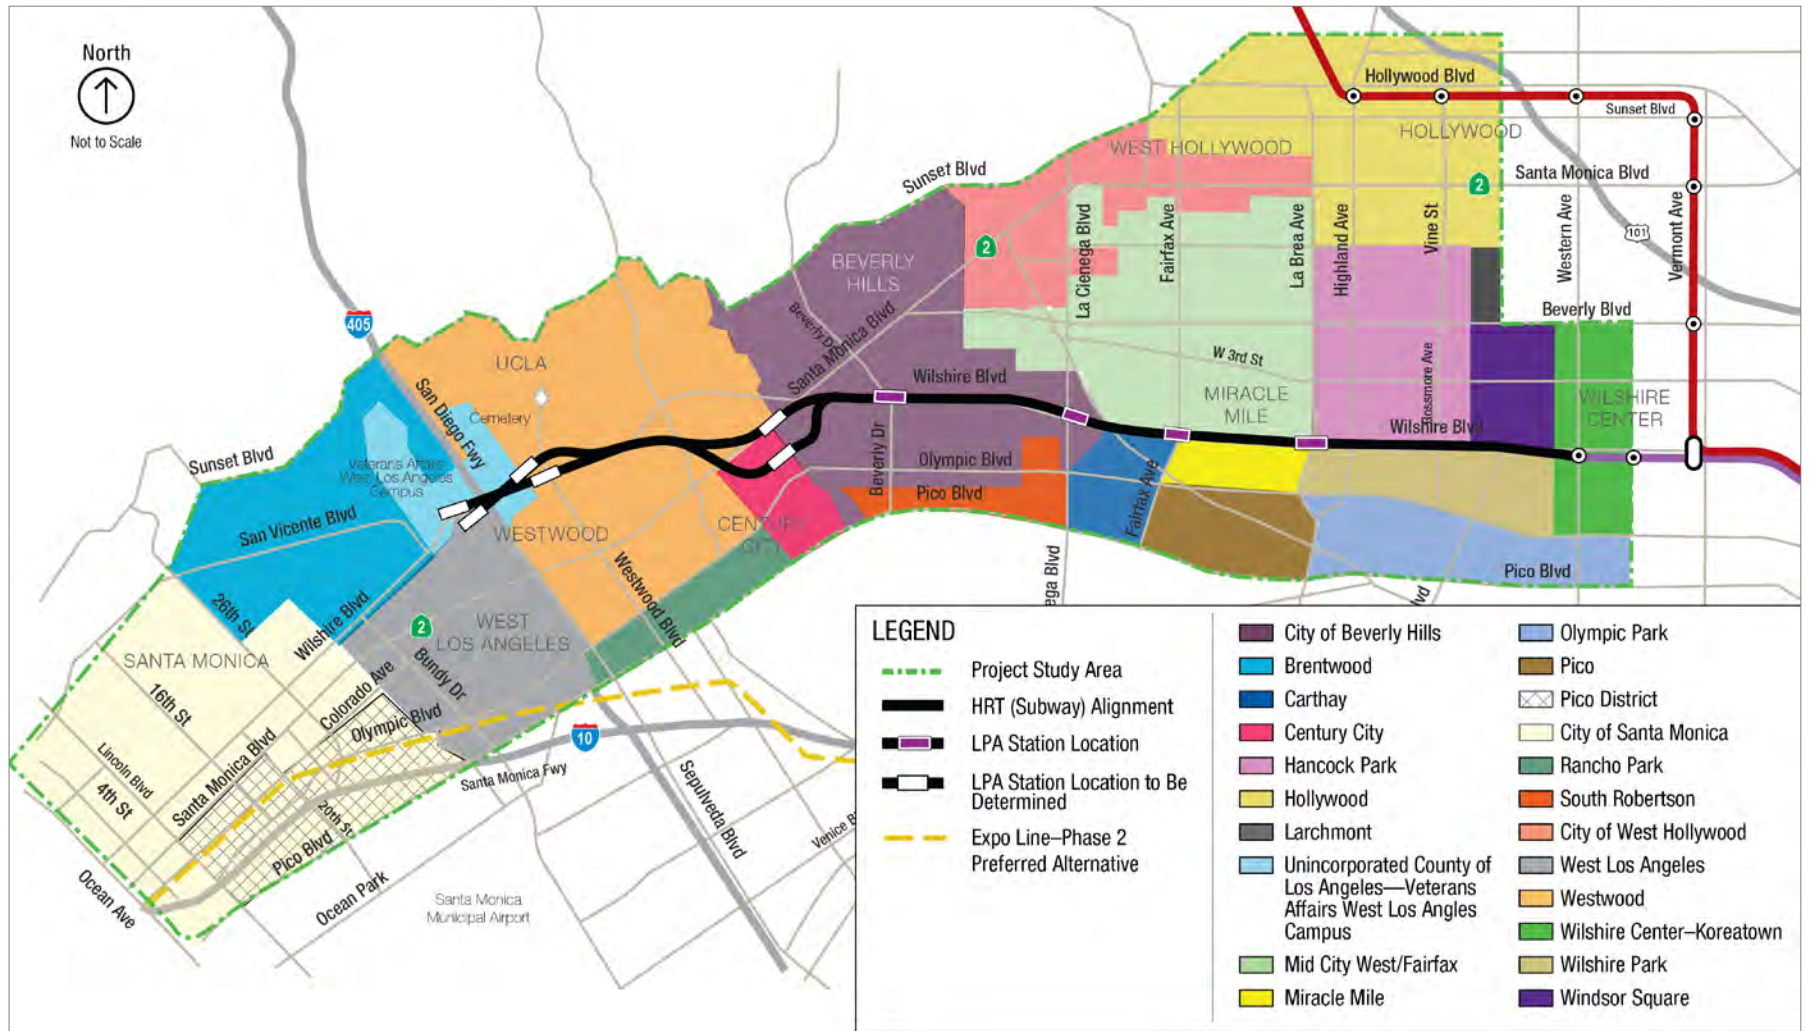 North
Not to Scale
Hollywood Blvd
Sunset Blvd
HOLLYWOOD
WEST HOLLYWOOD
Sunset Blvd
Santa Monica Blvd
2
2
La Cienega Blvd
Fairfax Ave
La Brea Ave
Highland Ave
Vine St
Western Ave
Vermont Ave
101
BEVERLY
HILLS
Beverly Dr
Santa Monica Blvd
Beverly Blvd
W 3rd St
405
UCLA
San Diego Fwy
Cemetery
Wilshire Blvd
MIRACLE
MILE
Rossmore Ave
WILSHIRE
CENTER
Wilshire Blvd
Sunset Blvd
Veterans Affairs
West Los Angeles
Campus
Beverly Dr
Olympic Blvd
Pico Blvd
Fairfax Ave
San Vicente Blvd
WESTWOOD
CENTURY
CITY
Westwood Blvd
ega Blvd
Pico Blvd
lvd
26th St
Wilshire Blvd
2
WEST
LOS ANGELES
Bundy Dr
SANTA MONICA
16th St
Colorado Ave
Olympic Blvd
Lincoln Blvd
4th St
Santa Monica Blvd
10
Santa Monica Fwy
20th St
Pico Blvd
Sepulveda Blvd
Venice B
Ocean Ave
Ocean Park
Santa Monica
Municipal Airport
LEGEND
Project Study Area
HRT (Subway) Alignment
LPA Station Location
LPA Station Location to Be
Determined
Expo Line–Phase 2
Preferred Alternative
City of Beverly Hills
Brentwood
Carthay
Century City
Hancock Park
Hollywood
Larchmont
Unincorporated County of
Los Angeles—Veterans
Affairs West Los Angles
Campus
Mid City West/Fairfax
Miracle Mile
Olympic Park
Pico
Pico District
City of Santa Monica
Rancho Park
South Robertson
City of West Hollywood
West Los Angeles
Westwood
Wilshire Center–Koreatown
Wilshire Park
Windsor Square